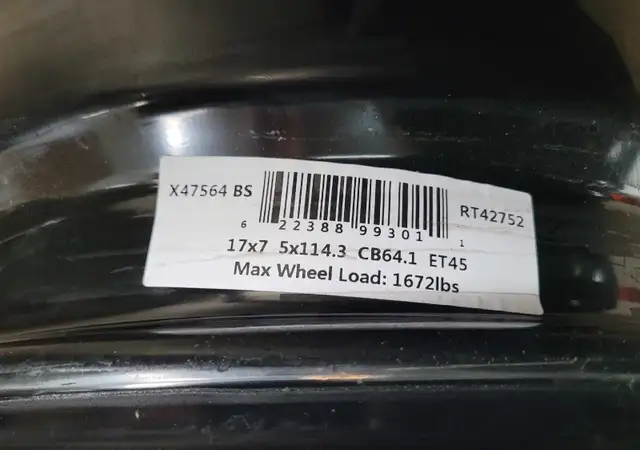 X47564 BS
RT42752
6 22388 99301 1
17x7 5x114.3 CB64.1 ET45
Max Wheel Load: 1672lbs